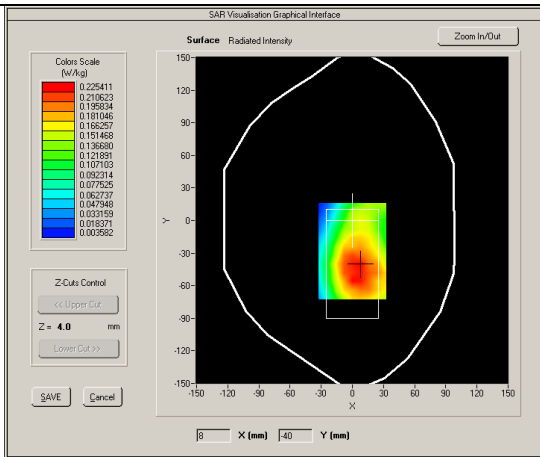 SAR Visualisation Graphical Interface
Surface Radiated Intensity
Zoom In/Out
Colors Scale
(W/kg)
0.225411
0.210623
0.195834
0.181046
0.166257
0.151468
0.136680
0.121891
0.107103
0.092314
0.077525
0.062737
0.047948
0.033159
0.018371
0.003582
Z-Cuts Control
<< Upper Cut
Z = 4.0 mm
Lower Cut >>
SAVE Cancel
150-
120-
90-
60-
30-
0-
-30-
-60-
-90-
-120-
-150-
Y
-150 -120 -90 -60 -30 0 30 60 90 120 150
X
8 X (mm) -40 Y (mm)